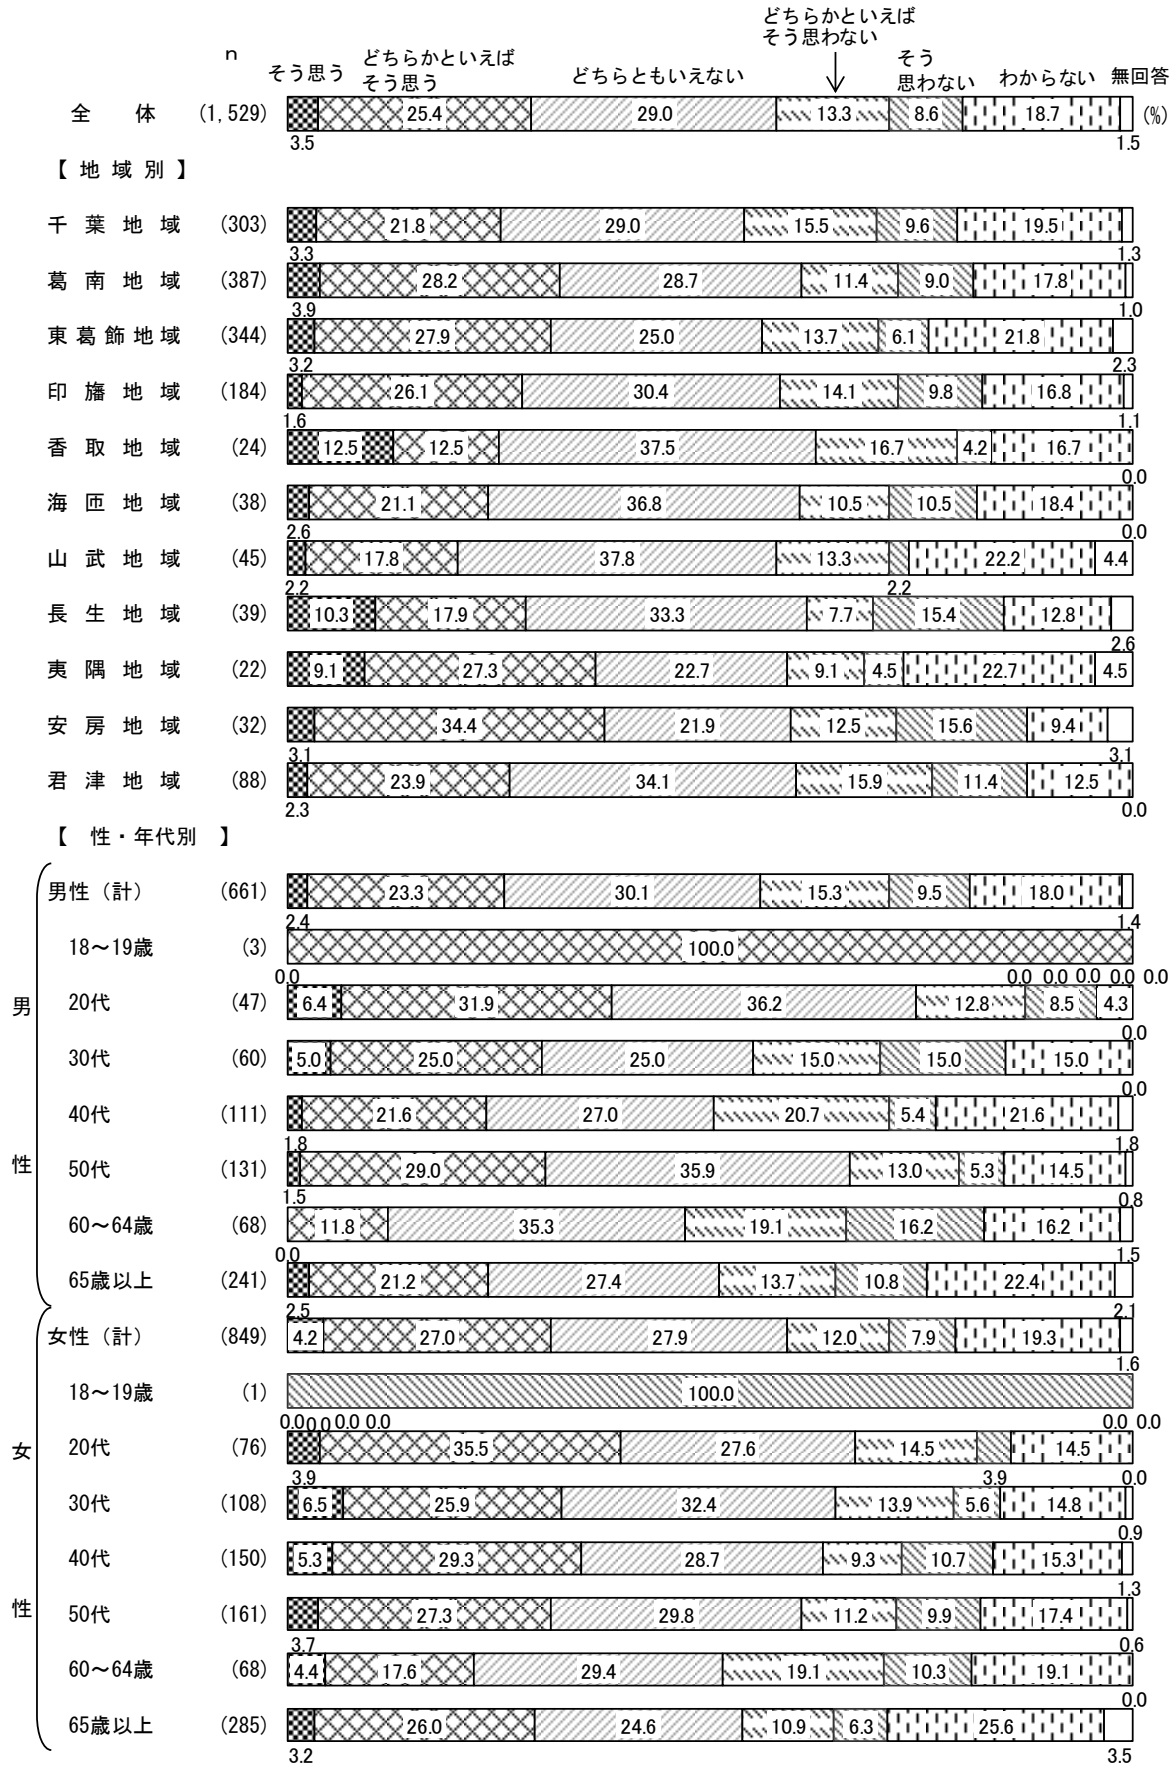 どちらかといえば
そう思わない
n
そう思う
どちらかといえば
そう思う
どちらともいえない
そう
思わない
わからない
無回答
全体 (1,529) 25.4 29.0 13.3 8.6 18.7 (%)
3.5 1.5
【地域別】
千葉地域 (303) 21.8 29.0 15.5 9.6 19.5
3.3 1.3
葛南地域 (387) 28.2 28.7 11.4 9.0 17.8
3.9 1.0
東葛飾地域 (344) 27.9 25.0 13.7 6.1 21.8
3.2 2.3
印旛地域 (184) 26.1 30.4 14.1 9.8 16.8
1.6 1.1
香取地域 (24) 12.5 12.5 37.5 16.7 4.2 16.7
0.0
海匝地域 (38) 21.1 36.8 10.5 10.5 18.4
2.6 0.0
山武地域 (45) 17.8 37.8 13.3 22.2 4.4
2.2 2.2
長生地域 (39) 10.3 17.9 33.3 7.7 15.4 12.8
2.6
夷隅地域 (22) 9.1 27.3 22.7 9.1 4.5 22.7 4.5
安房地域 (32) 34.4 21.9 12.5 15.6 9.4
3.1 3.1
君津地域 (88) 23.9 34.1 15.9 11.4 12.5
2.3 0.0
【性・年代別】
男性
男性（計） (661) 23.3 30.1 15.3 9.5 18.0
2.4 1.4
18～19歳 (3) 100.0
0.0 0.0 0.0 0.0 0.0 0.0
20代 (47) 6.4 31.9 36.2 12.8 8.5 4.3
0.0
30代 (60) 5.0 25.0 25.0 15.0 15.0 15.0
0.0
40代 (111) 21.6 27.0 20.7 5.4 21.6
1.8 1.8
50代 (131) 29.0 35.9 13.0 5.3 14.5
1.5 0.8
60～64歳 (68) 11.8 35.3 19.1 16.2 16.2
0.0 1.5
65歳以上 (241) 21.2 27.4 13.7 10.8 22.4
2.5 2.1
女性
女性（計） (849) 4.2 27.0 27.9 12.0 7.9 19.3
1.6
18～19歳 (1) 100.0
0.0 0.0 0.0 0.0 0.0 0.0
20代 (76) 35.5 27.6 14.5 14.5
3.9 3.9 0.0
30代 (108) 6.5 25.9 32.4 13.9 5.6 14.8
0.9
40代 (150) 5.3 29.3 28.7 9.3 10.7 15.3
1.3
50代 (161) 27.3 29.8 11.2 9.9 17.4
3.7 0.6
60～64歳 (68) 4.4 17.6 29.4 19.1 10.3 19.1
0.0
65歳以上 (285) 26.0 24.6 10.9 6.3 25.6
3.2 3.5